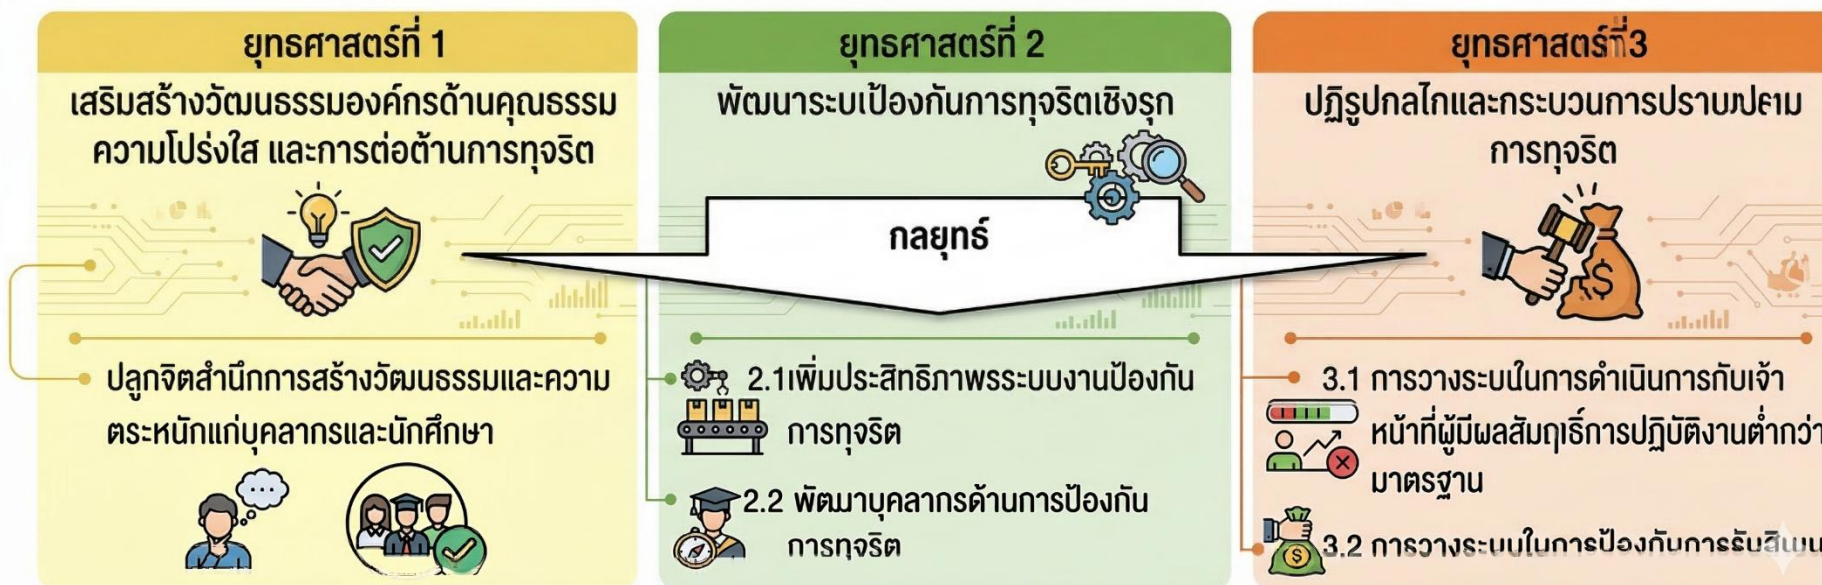 ยุทธศาสตร์ที่ 1
เสริมสร้างวัฒนธรรมองค์กรด้านคุณธรรม
ความโปร่งใส และการต่อต้านการทุจริต
ปลูกจิตสำนึกการสร้างวัฒนธรรมและความ
ตระหนักแก่บุคลากรและนักศึกษา
ยุทธศาสตร์ที่ 2
พัฒนาระบเป้องกันการทุจริตเชิงรุก
กลยุทธ์
2.1เพิ่มประสิทธิภาพรระบบงานป้องกัน
การทุจริต
2.2 พัฒมาบุคลากรด้านการป้องกัน
การทุจริต
ยุทธศาสตร์ที่3
ปฏิรูปกลไกและกระบวนการ
การทุจริต
3.1 การวางระบบในการดำเนินการกับเจ้า
หน้าที่ผู้มีผลสัมฤทธิ์การปฏิบัติงานต่ำกว่า
มาตรฐาน
3.2 การวางระบบในการป้องกันการรับ